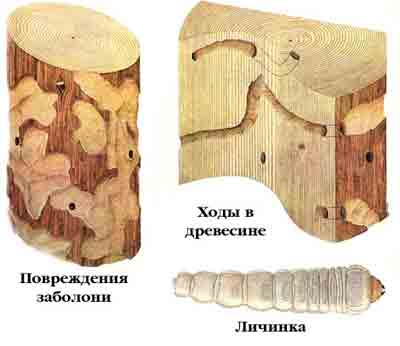 Повреждения
заболони
Ходы в
древесине
Личинка